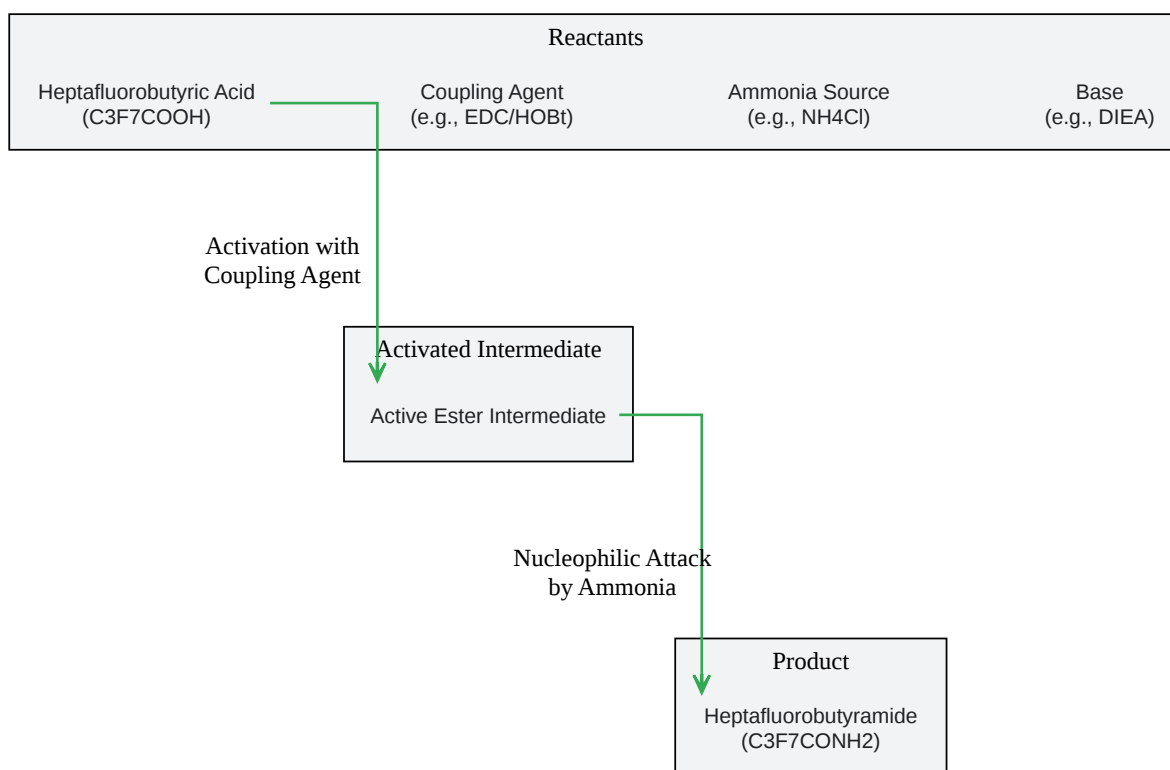 Reactants
Heptafluorobutyric Acid
(C3F7COOH)
Coupling Agent
(e.g., EDC/HOBt)
Ammonia Source
(e.g., NH4Cl)
Base
(e.g., DIEA)
Activation with
Coupling Agent
Activated Intermediate
Active Ester Intermediate
Nucleophilic Attack
by Ammonia
Product
Heptafluorobutyramide
(C3F7CONH2)